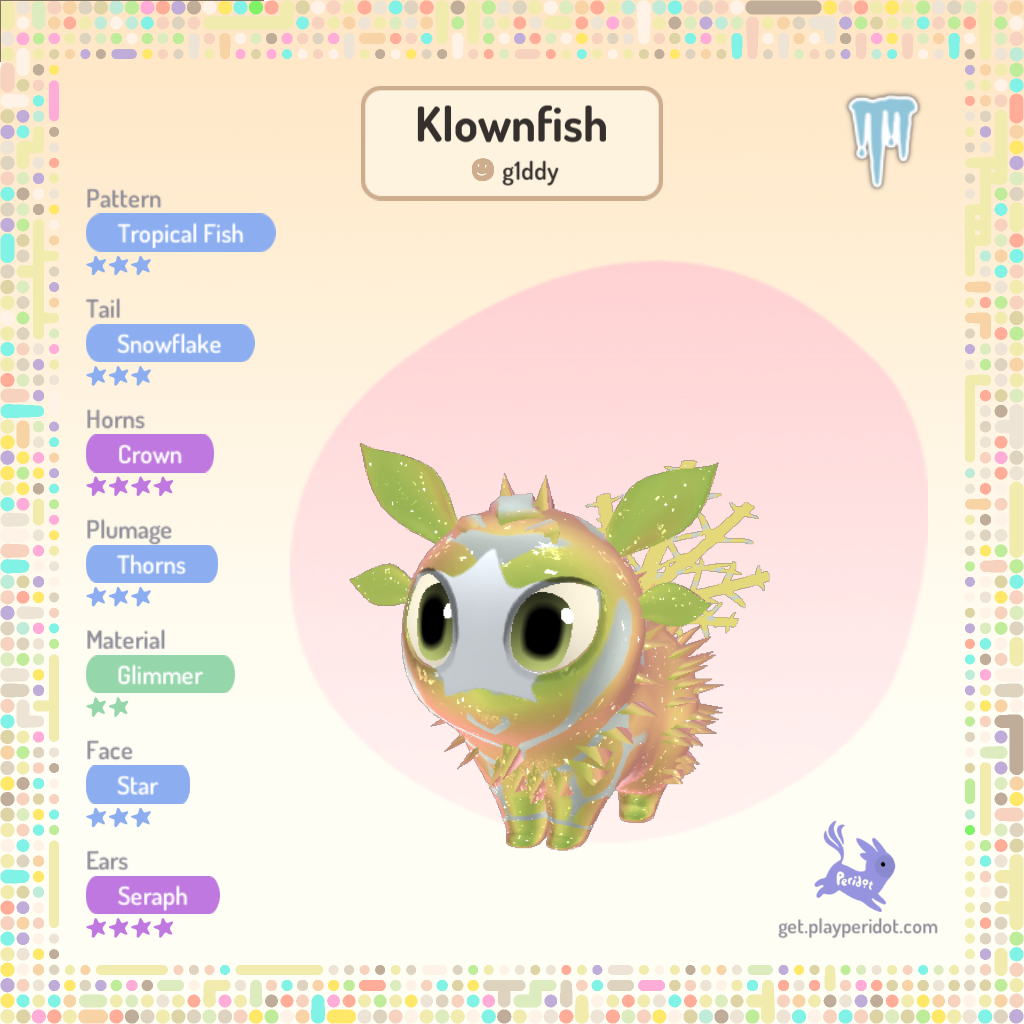 Klownfish
g1ddy
Pattern
Tropical Fish
Tail
Snowflake
Horns
Crown
Plumage
Thorns
Material
Glimmer
Face
Star
Ears
Seraph
Peridot
get.playperidot.com